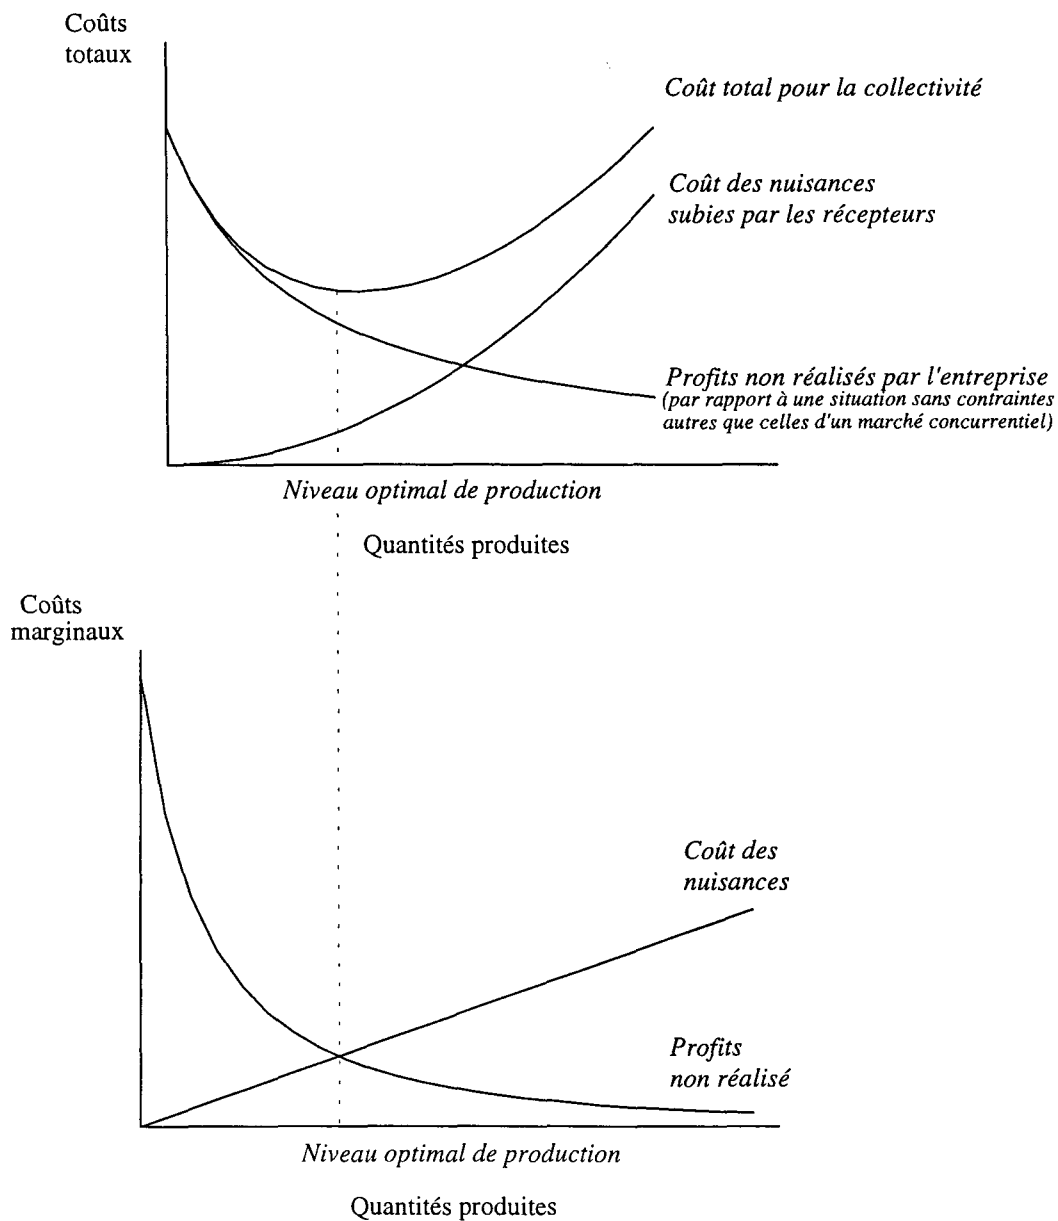 Coûts
totaux
Coût total pour la collectivité
Coût des nuisances
subies par les récepteurs
Profits non réalisés par l'entreprise
(par rapport à une situation sans contraintes
autres que celles d'un marché concurrentiel)
Niveau optimal de production
Quantités produites
Coûts
marginaux
Coût des
nuisances
Profits
non réalisé
Niveau optimal de production
Quantités produites